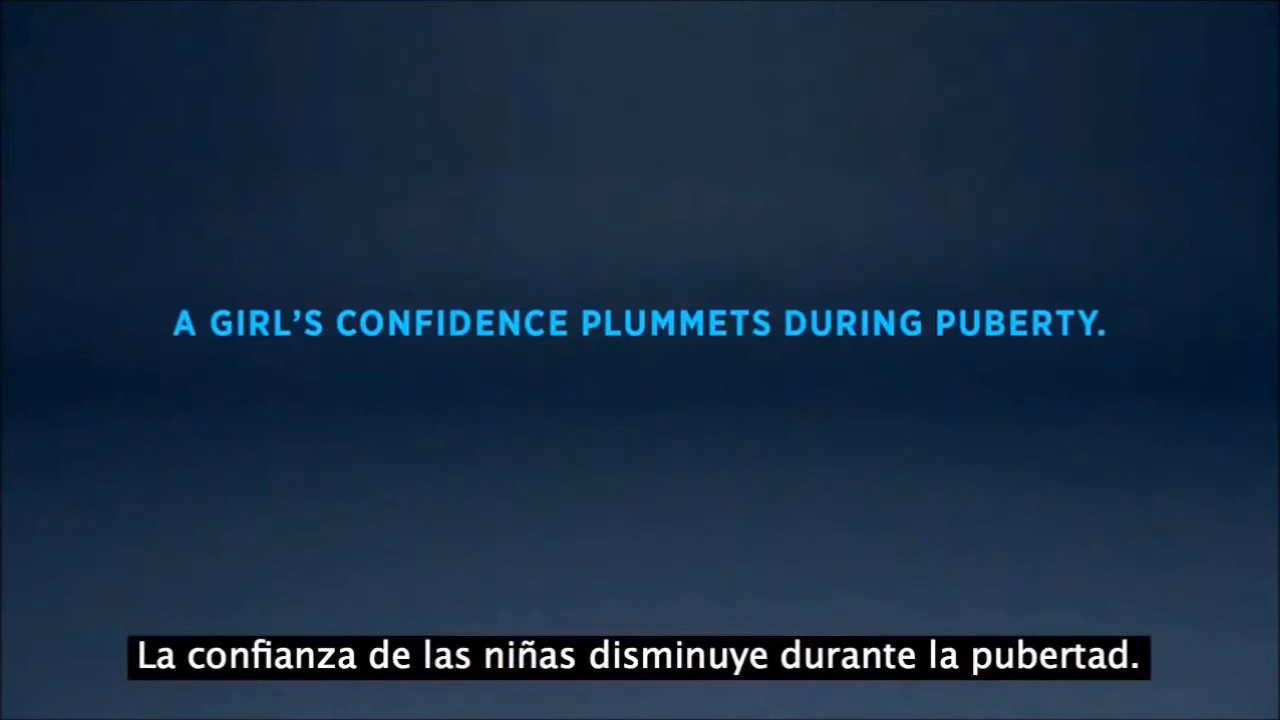 A GIRL’S CONFIDENCE PLUMMETS DURING PUBERTY.
La confianza de las niñas disminuye durante la pubertad.